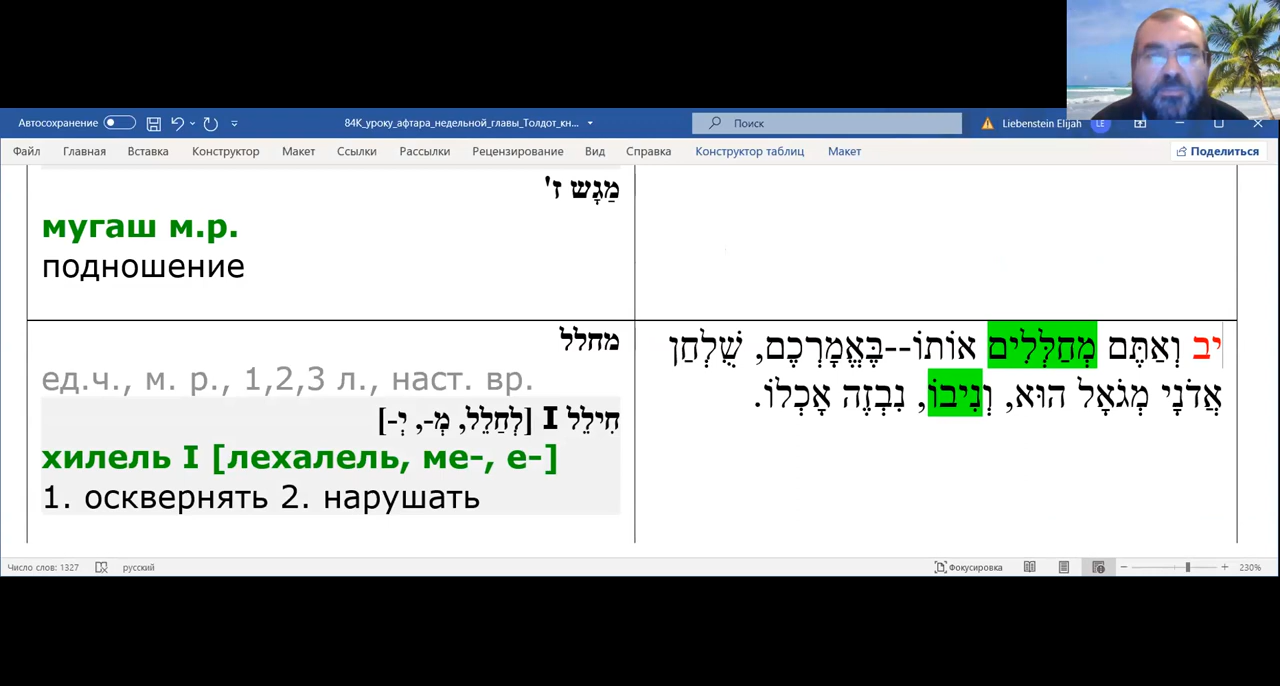 Автосохранение
84K_уроку_афтара_недельной_главы_Толдот_кн...
Поиск
Liebenstein Elijah
LE
Файл Главная Вставка Конструктор Макет Ссылки Рассылки Рецензирование Вид Справка Конструктор таблиц Макет Поделиться
מַגָּשׁ ז'
мугаш м.р.
подношение
מחלל
ед.ч., м. р., 1,2,3 л., наст. вр.
חִילֵל I [לְחַלֵל, מְ-, יְ-]
хилель I [лехалель, ме-, е-]
1. осквернять 2. нарушать
יב וְאַתֶּם מְחַלְּלִים אוֹתוֹ--בֶּאֱמָרְכֶם, שֻׁלְחַן
אֲדֹנָי מְגֹאָל הוּא, וְנִיבוֹ, נִבְזֶה אָכְלוֹ.
Число слов: 1327 русский Фокусировка 230%